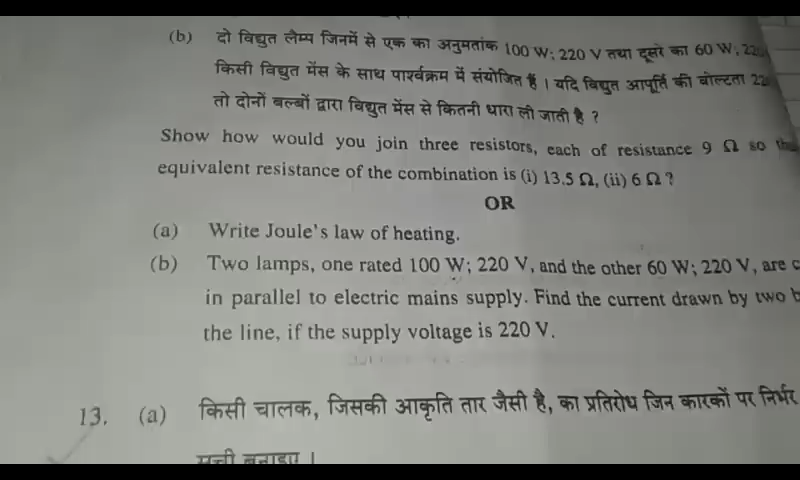 (b) दो विद्युत लैम्प जिनमें से एक का अनुमतांक 100 W; 220 V तथा दूसरे का 60 W; 220
किसी विद्युत मेंस के साथ पार्श्वक्रम में संयोजित हैं । यदि विद्युत आपूर्ति की वोल्टता 22
तो दोनों बल्बों द्वारा विद्युत मेंस से कितनी धारा ली जाती है ?
Show how would you join three resistors, each of resistance 9 Ω so tha
equivalent resistance of the combination is (i) 13.5 Ω, (ii) 6 Ω ?
OR
(a) Write Joule's law of heating.
(b) Two lamps, one rated 100 W; 220 V, and the other 60 W; 220 V, are c
in parallel to electric mains supply. Find the current drawn by two b
the line, if the supply voltage is 220 V.
13. (a) किसी चालक, जिसकी आकृति तार जैसी है, का प्रतिरोध जिन कारकों पर निर्भर